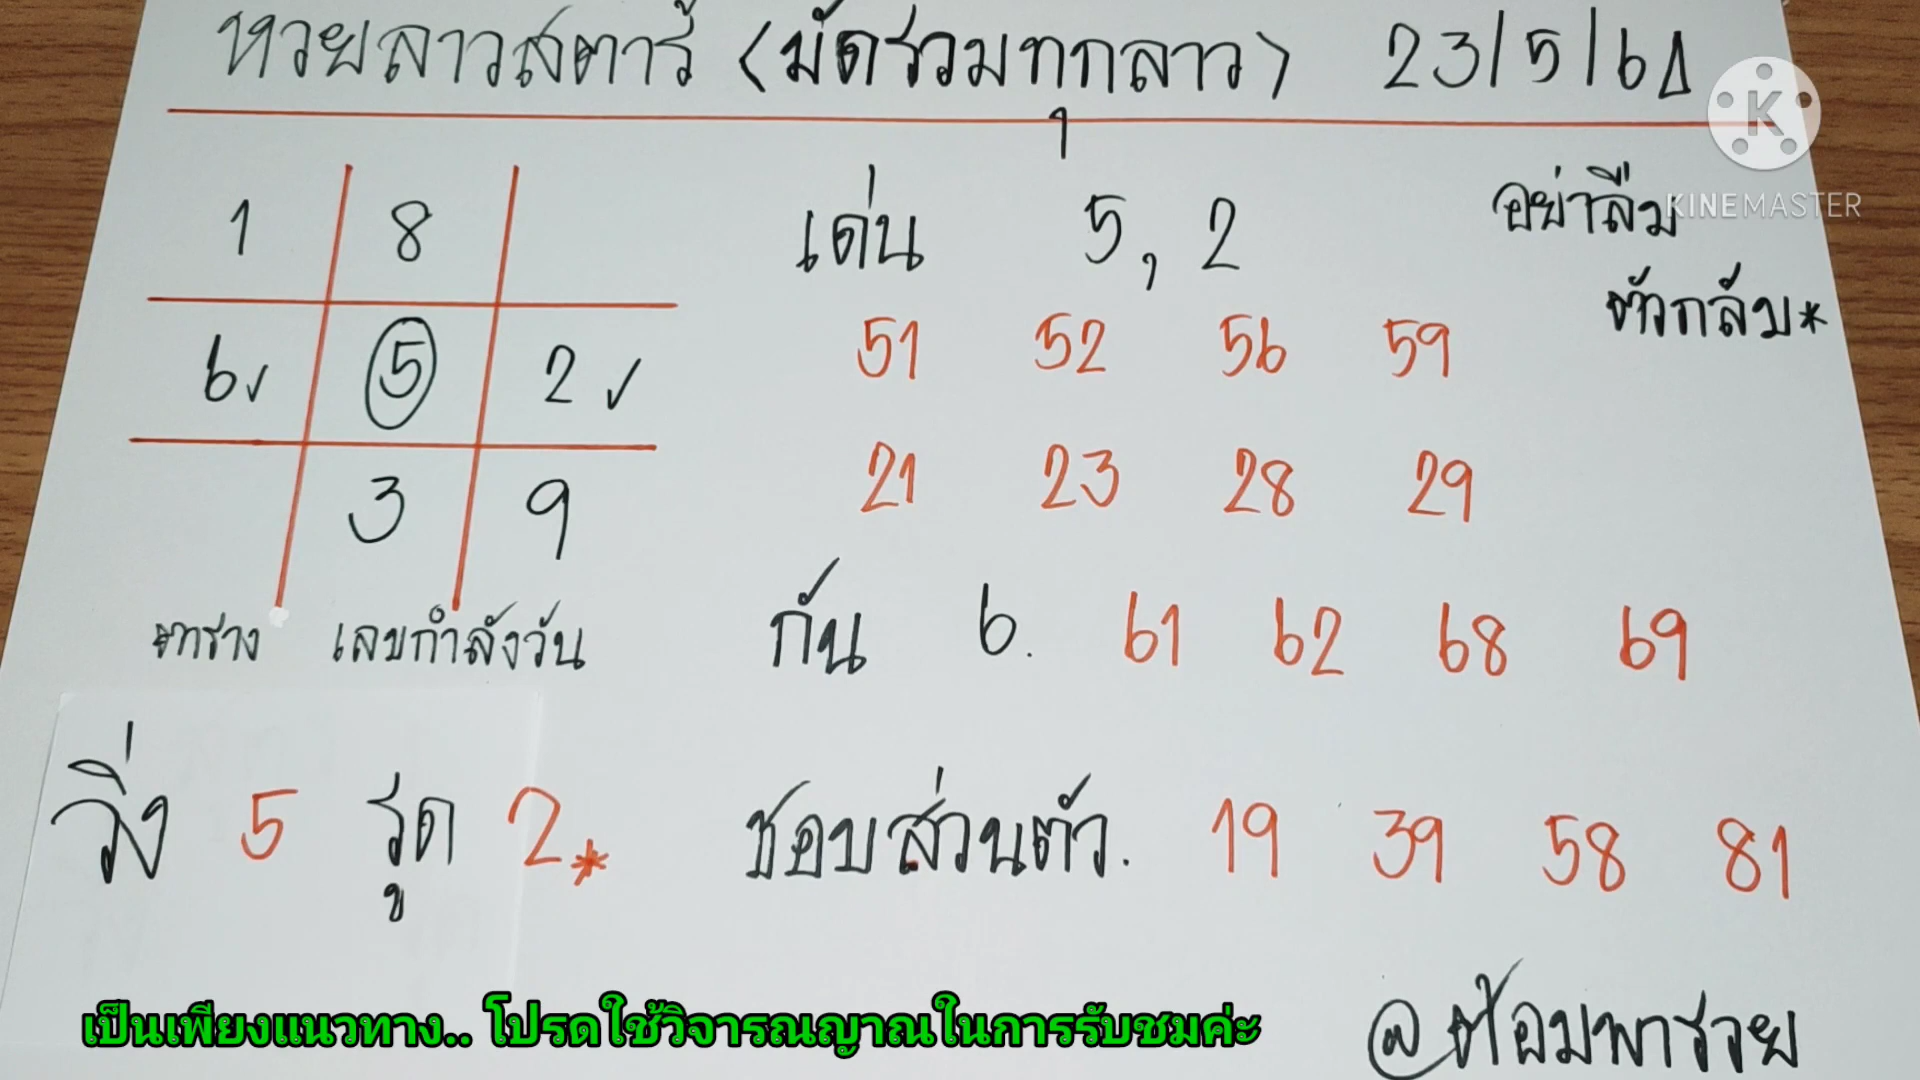 หวยลาวสตาร์ (มัดรวมทุกลาว) 23/5/6
K
KINEMASTER
1 8
6✓ 5 2✓
3 9
ตาราง เลขกำลังวัน
เด่น 5, 2
อย่าลืม
ตัวกลับ*
51 52 56 59
21 23 28 29
กัน 6. 61 62 68 69
วิ่ง 5 รูด 2*
ชอบส่วนตัว. 19 39 58 81
เป็นเพียงแนวทาง.. โปรดใช้วิจารณญาณในการรับชมค่ะ
@ต้อมพารวย